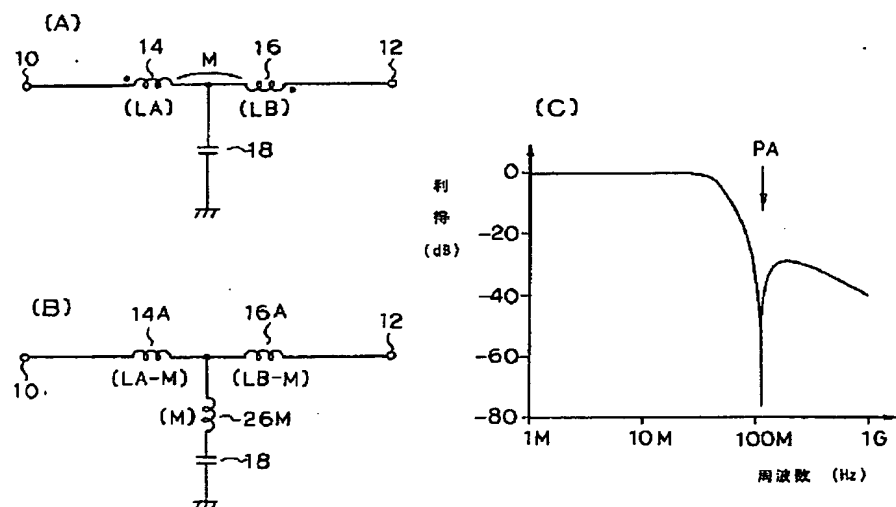 (A)
10
14
M
16
12
(LA)
(LB)
18
(B)
10
14A
16A
12
(LA-M)
(LB-M)
(M)
26M
18
(C)
PA
利得
(dB)
0
-20
-40
-60
-80
1M
10M
100M
1G
周波数 (Hz)